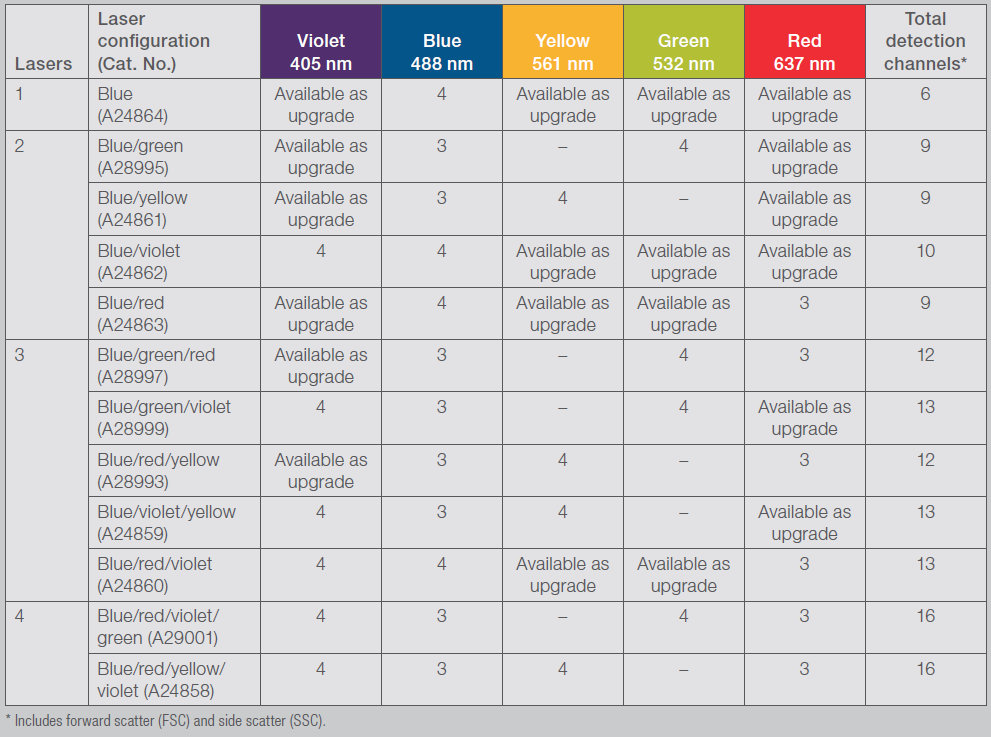 Lasers Laser configuration (Cat. No.) Violet 405 nm Blue 488 nm Yellow 561 nm Green 532 nm Red 637 nm Total detection channels*
1 Blue (A24864) Available as upgrade 4 Available as upgrade Available as upgrade Available as upgrade 6
2 Blue/green (A28995) Available as upgrade 3 – 4 Available as upgrade 9
Blue/yellow (A24861) Available as upgrade 3 4 – Available as upgrade 9
Blue/violet (A24862) 4 4 Available as upgrade Available as upgrade Available as upgrade 10
Blue/red (A24863) Available as upgrade 4 Available as upgrade Available as upgrade 3 9
3 Blue/green/red (A28997) Available as upgrade 3 – 4 3 12
Blue/green/violet (A28999) 4 3 – 4 Available as upgrade 13
Blue/red/yellow (A28993) Available as upgrade 3 4 – 3 12
Blue/violet/yellow (A24859) 4 3 4 – Available as upgrade 13
Blue/red/violet (A24860) 4 4 Available as upgrade Available as upgrade 3 13
4 Blue/red/violet/green (A29001) 4 3 – 4 3 16
Blue/red/yellow/violet (A24858) 4 3 4 – 3 16
* Includes forward scatter (FSC) and side scatter (SSC).